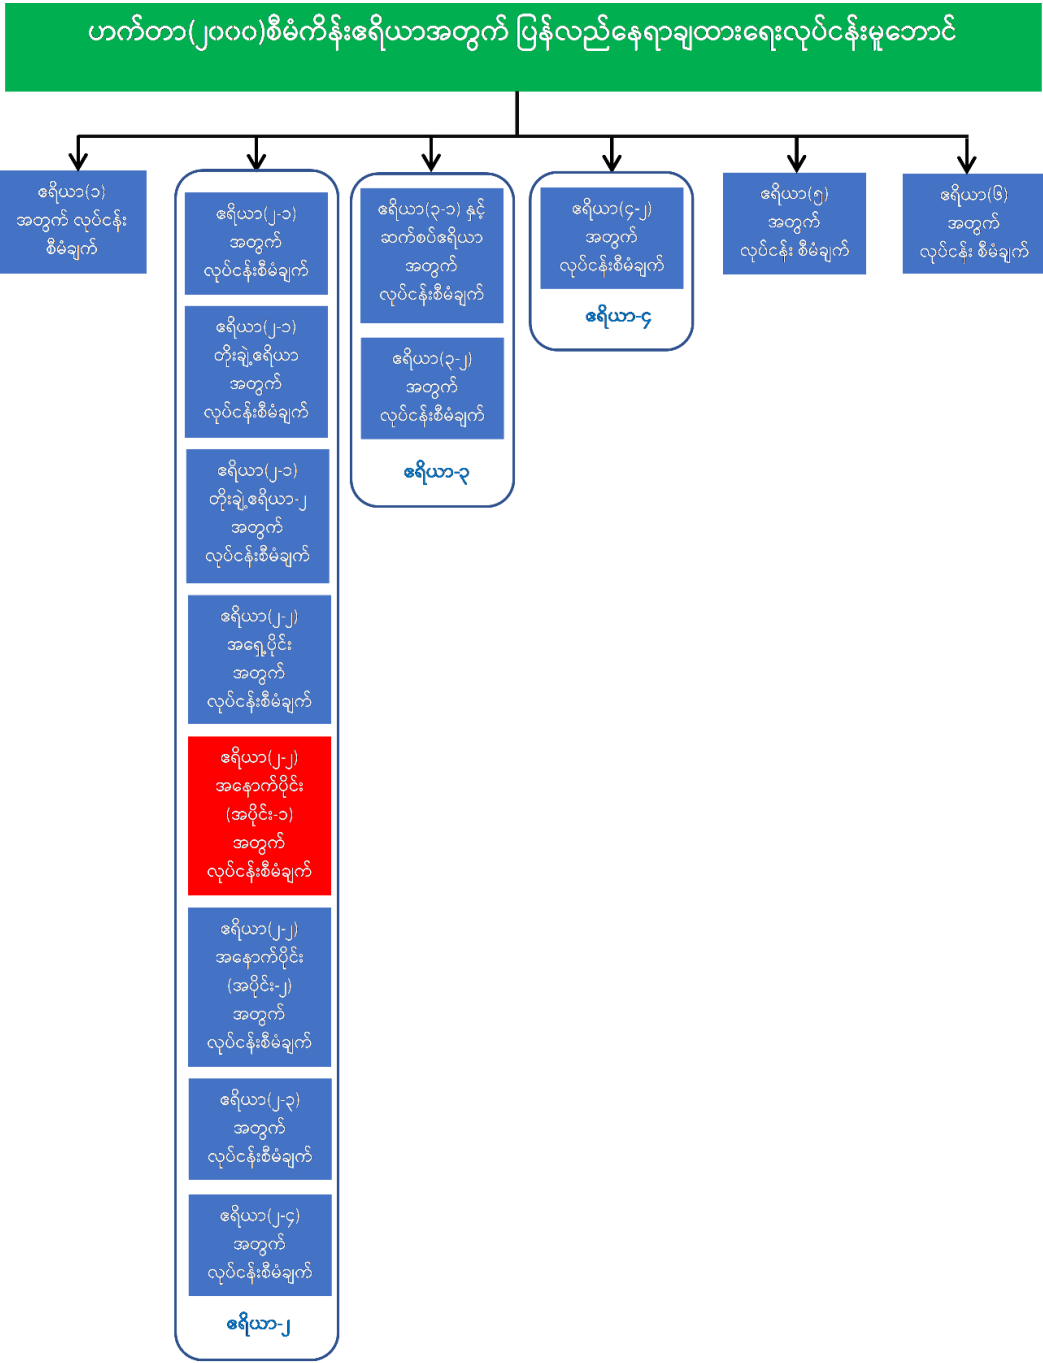 ဟက်တာ(၂၀၀၀)စီမံကိန်းဧရိယာအတွက် ပြန်လည်နေရာချထားရေးလုပ်ငန်းမူဘောင်
ဧရိယာ(၁)
အတွက် လုပ်ငန်း
စီမံချက်
ဧရိယာ(၂-၁)
အတွက်
လုပ်ငန်းစီမံချက်
ဧရိယာ(၂-၁)
တိုးချဲ့ဧရိယာ
အတွက်
လုပ်ငန်းစီမံချက်
ဧရိယာ(၂-၁)
တိုးချဲ့ဧရိယာ-၂
အတွက်
လုပ်ငန်းစီမံချက်
ဧရိယာ(၂-၂)
အရှေ့ပိုင်း
အတွက်
လုပ်ငန်းစီမံချက်
ဧရိယာ(၂-၂)
အနောက်ပိုင်း
(အပိုင်း-၁)
အတွက်
လုပ်ငန်းစီမံချက်
ဧရိယာ(၂-၂)
အနောက်ပိုင်း
(အပိုင်း-၂)
အတွက်
လုပ်ငန်းစီမံချက်
ဧရိယာ(၂-၃)
အတွက်
လုပ်ငန်းစီမံချက်
ဧရိယာ(၂-၄)
အတွက်
လုပ်ငန်းစီမံချက်
ဧရိယာ-၂
ဧရိယာ(၃-၁) နှင့်
ဆက်စပ်ဧရိယာ
အတွက်
လုပ်ငန်းစီမံချက်
ဧရိယာ(၃-၂)
အတွက်
လုပ်ငန်းစီမံချက်
ဧရိယာ-၃
ဧရိယာ(၄-၂)
အတွက်
လုပ်ငန်းစီမံချက်
ဧရိယာ-၄
ဧရိယာ(၅)
အတွက်
လုပ်ငန်း စီမံချက်
ဧရိယာ(၆)
အတွက်
လုပ်ငန်း စီမံချက်